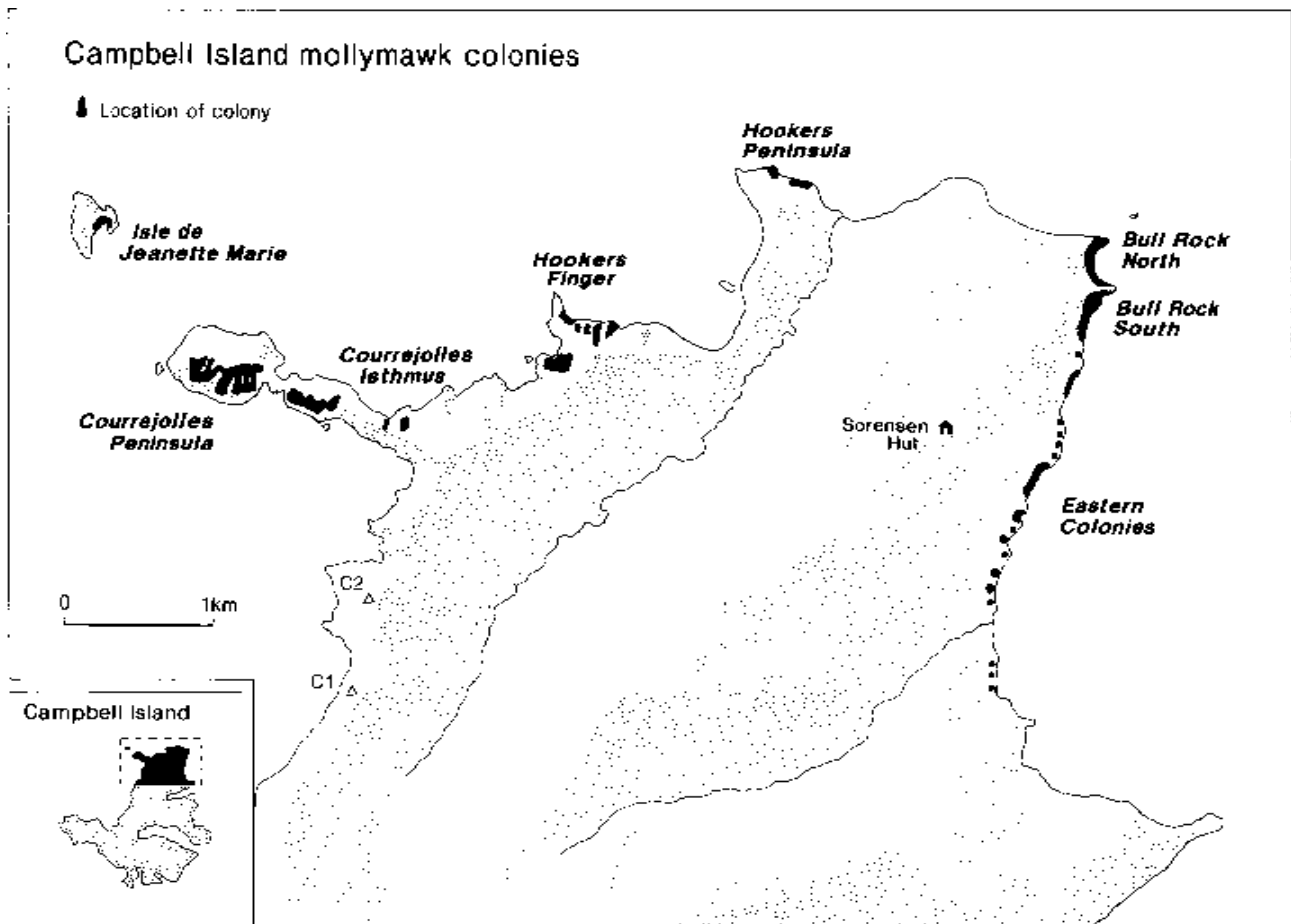 Campbell Island mollymawk colonies
Location of colony
Hookers
Peninsula
Isle de
Jeanette Marie
Bull Rock
North
Hookers
Finger
Bull Rock
South
Courrejolles
Isthmus
Courrejolles
Peninsula
Sorensen
Hut
Eastern
Colonies
C2
0 1km
C1
Campbell Island